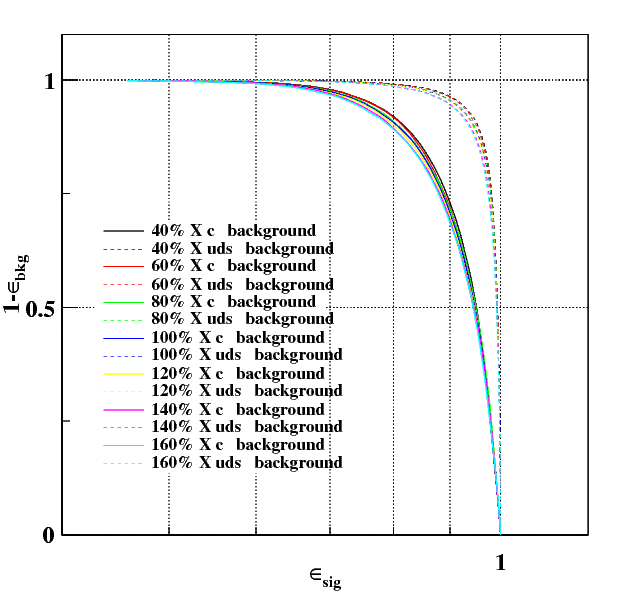 1
40% X c background
40% X uds background
60% X c background
60% X uds background
80% X c background
80% X uds background
100% X c background
100% X uds background
120% X c background
120% X uds background
140% X c background
140% X uds background
160% X c background
160% X uds background
1-ϵbkg
0.5
0
1
ϵsig